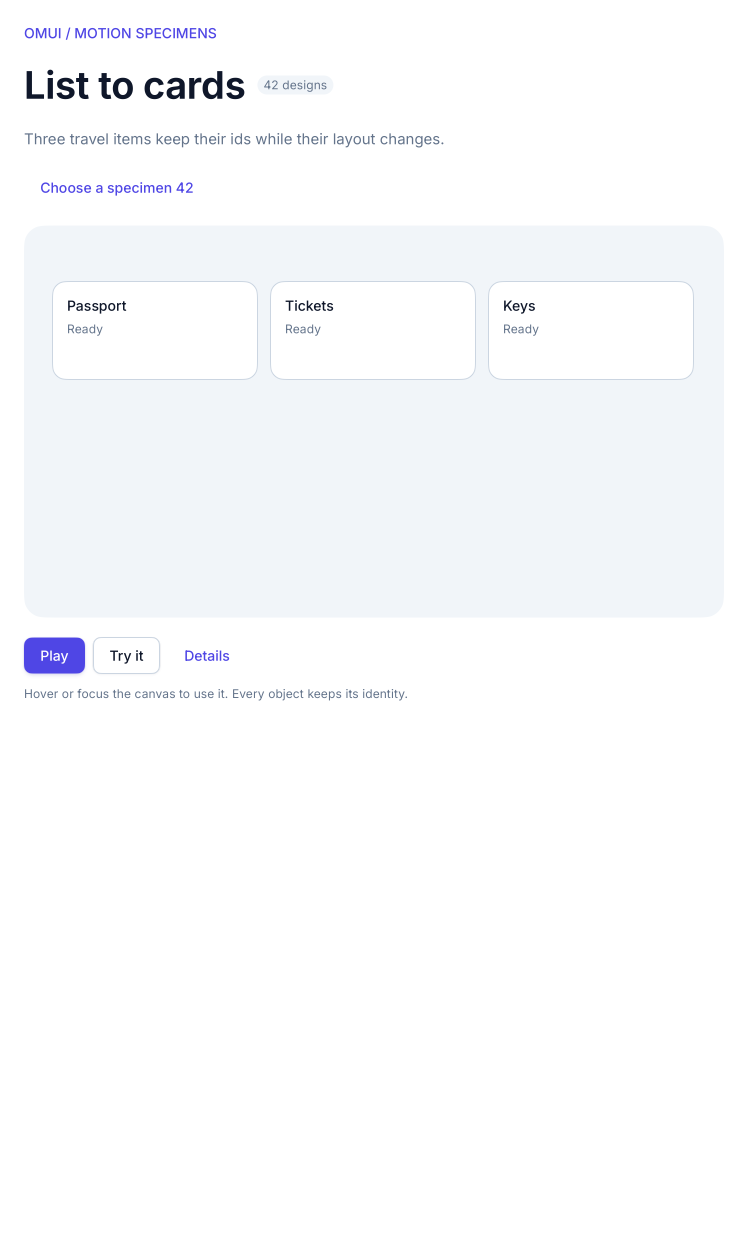 OMUI / MOTION SPECIMENS
List to cards 42 designs
Three travel items keep their ids while their layout changes.
Choose a specimen 42
Passport Tickets Keys
Ready Ready Ready
Play Try it Details
Hover or focus the canvas to use it. Every object keeps its identity.